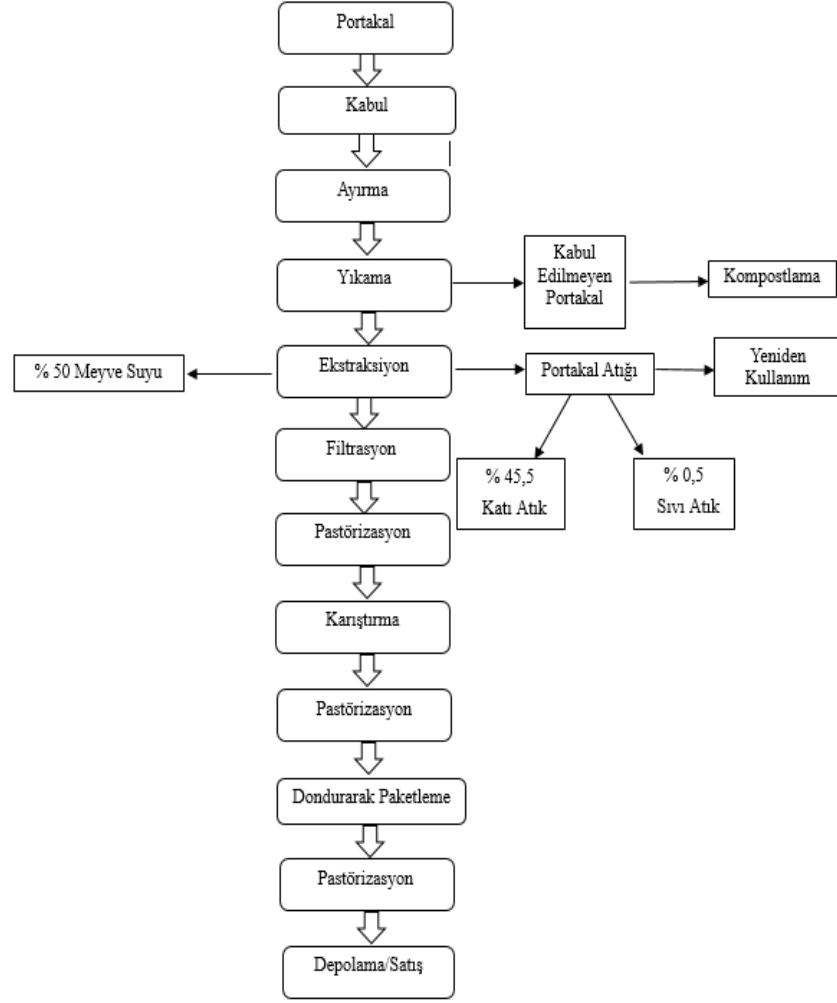 Portakal
Kabul
Ayırma
Yıkama
Kabul
Edilmeyen
Portakal
Kompostlama
% 50 Meyve Suyu
Ekstraksiyon
Portakal Atığı
Yeniden
Kullanım
Filtrasyon
% 45,5
Katı Atık
% 0,5
Sıvı Atık
Pastörizasyon
Karıştırma
Pastörizasyon
Dondurarak Paketleme
Pastörizasyon
Depolama/Satış